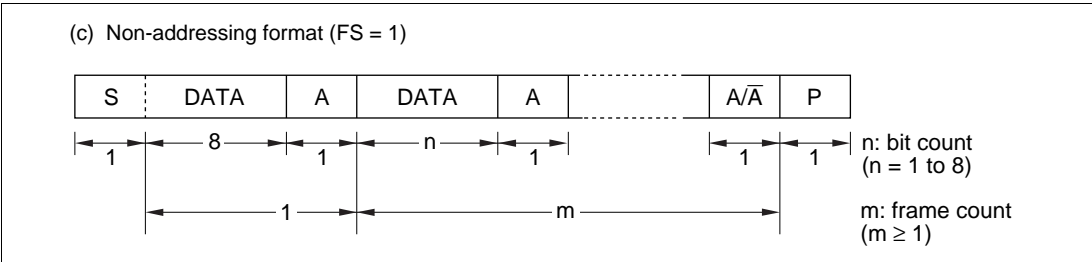 (c) Non-addressing format (FS = 1)
S DATA A DATA A A/A̅ P
1 8 1 n 1 1 1
n: bit count
(n = 1 to 8)
1 m
m: frame count
(m ≥ 1)